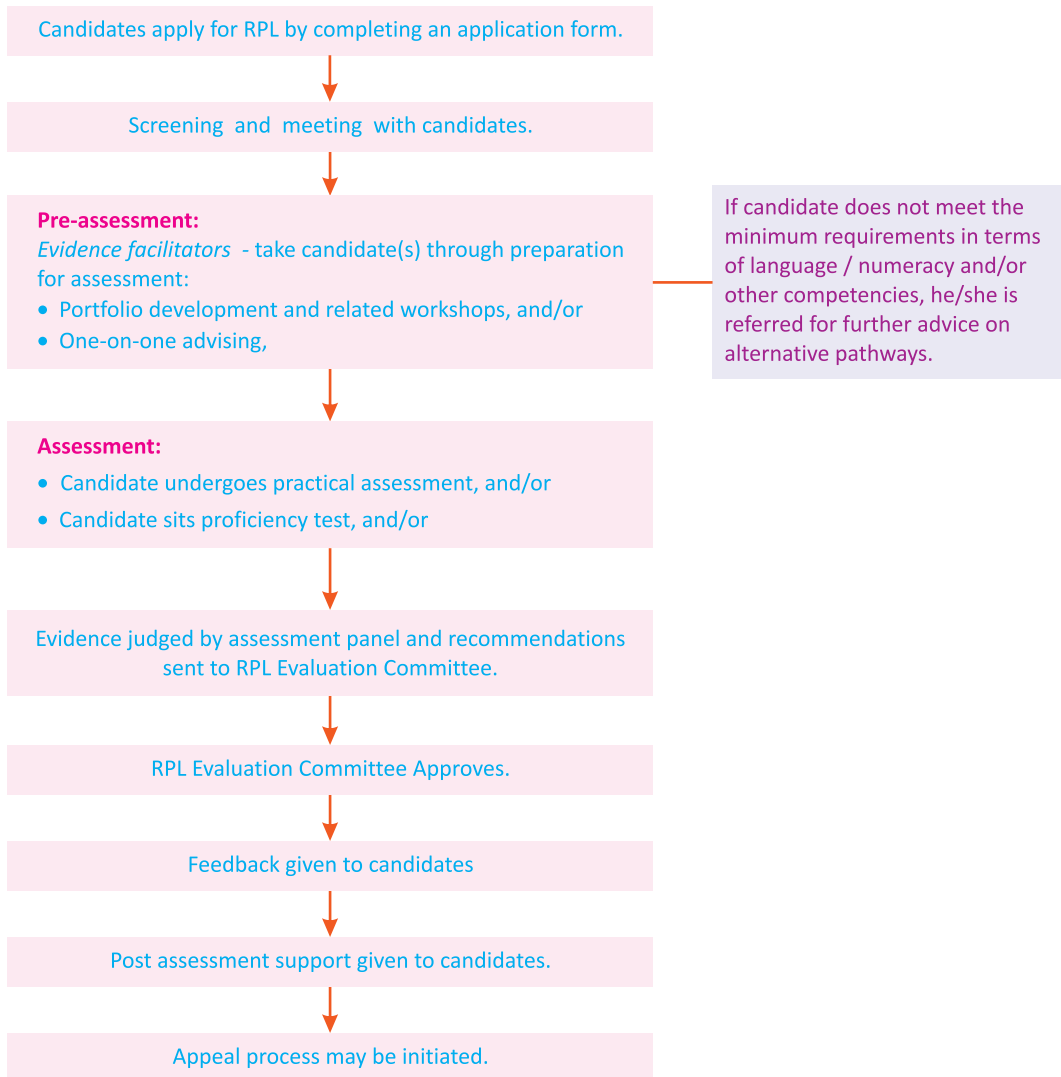 Candidates apply for RPL by completing an application form.
Screening and meeting with candidates.
Pre-assessment:
Evidence facilitators - take candidate(s) through preparation
for assessment:
• Portfolio development and related workshops, and/or
• One-on-one advising,
If candidate does not meet the
minimum requirements in terms
of language / numeracy and/or
other competencies, he/she is
referred for further advice on
alternative pathways.
Assessment:
• Candidate undergoes practical assessment, and/or
• Candidate sits proficiency test, and/or
Evidence judged by assessment panel and recommendations
sent to RPL Evaluation Committee.
RPL Evaluation Committee Approves.
Feedback given to candidates
Post assessment support given to candidates.
Appeal process may be initiated.